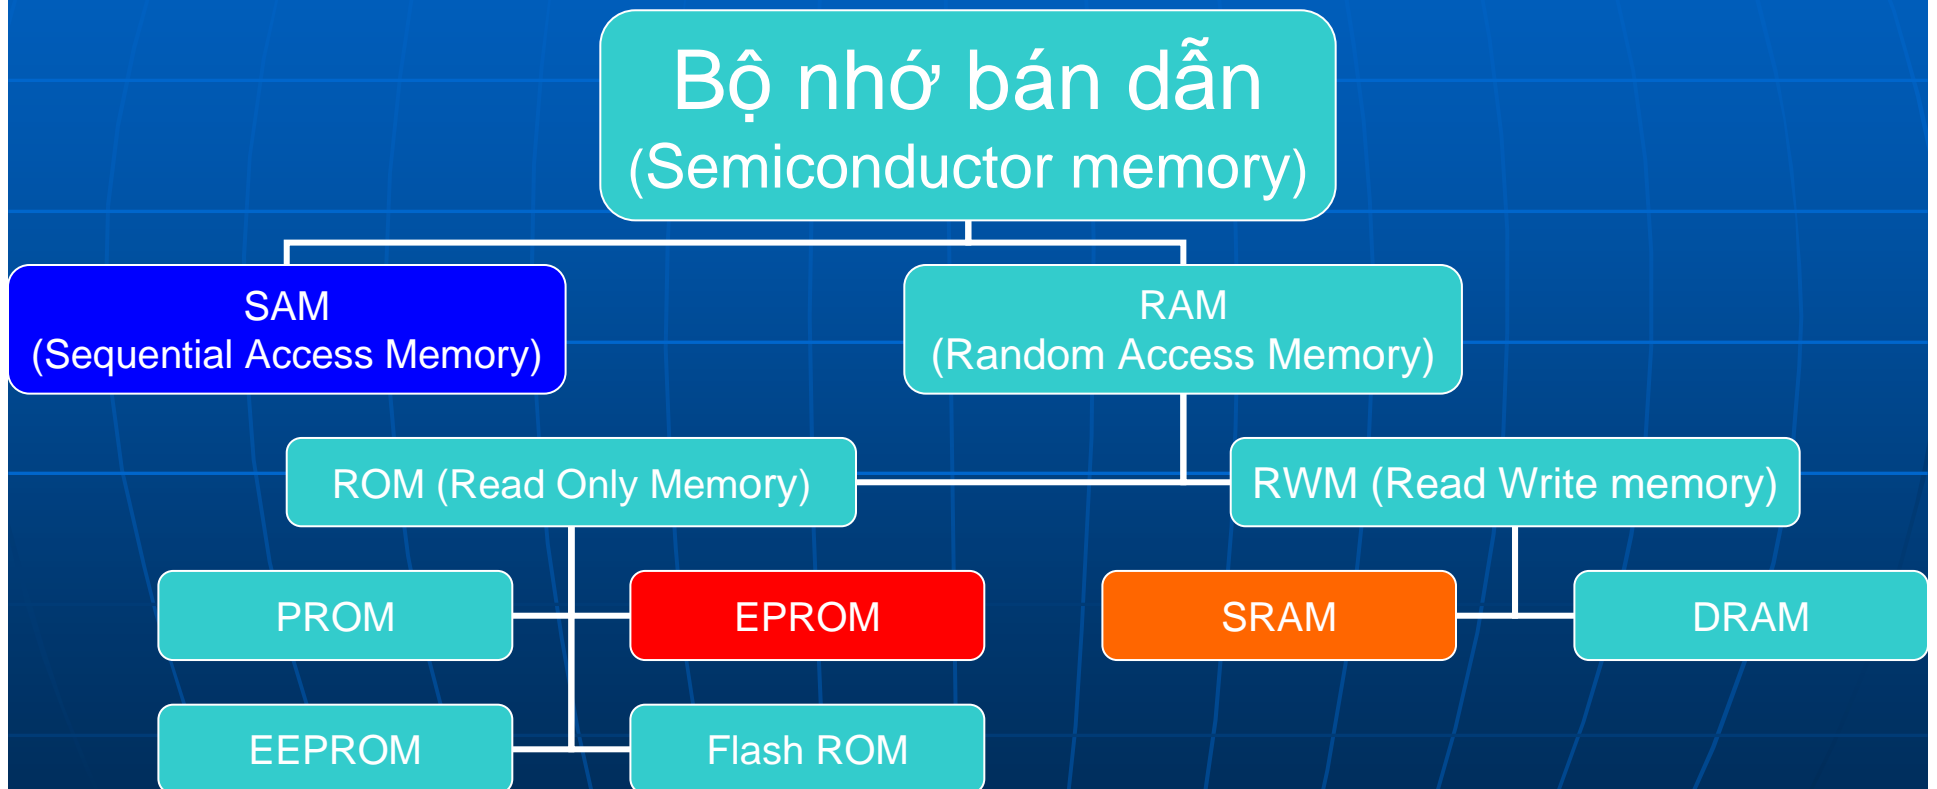 Bộ nhớ bán dẫn
(Semiconductor memory)
SAM
(Sequential Access Memory)
RAM
(Random Access Memory)
ROM (Read Only Memory)
RWM (Read Write memory)
PROM
EPROM
SRAM
DRAM
EEPROM
Flash ROM